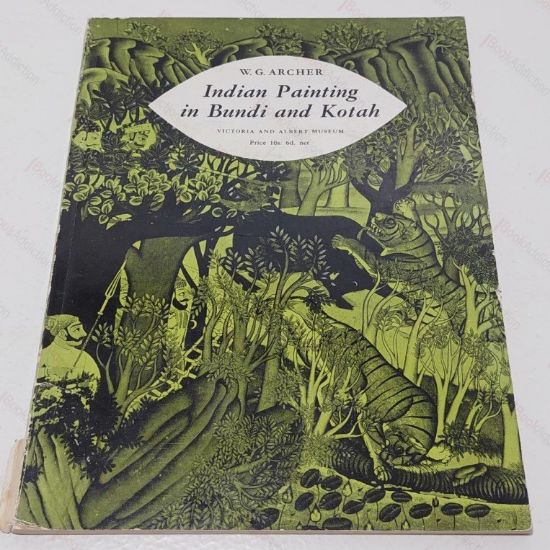 W. G. ARCHER
Indian Painting
in Bundi and Kotah
VICTORIA AND ALBERT MUSEUM
Price 10s. 6d. net